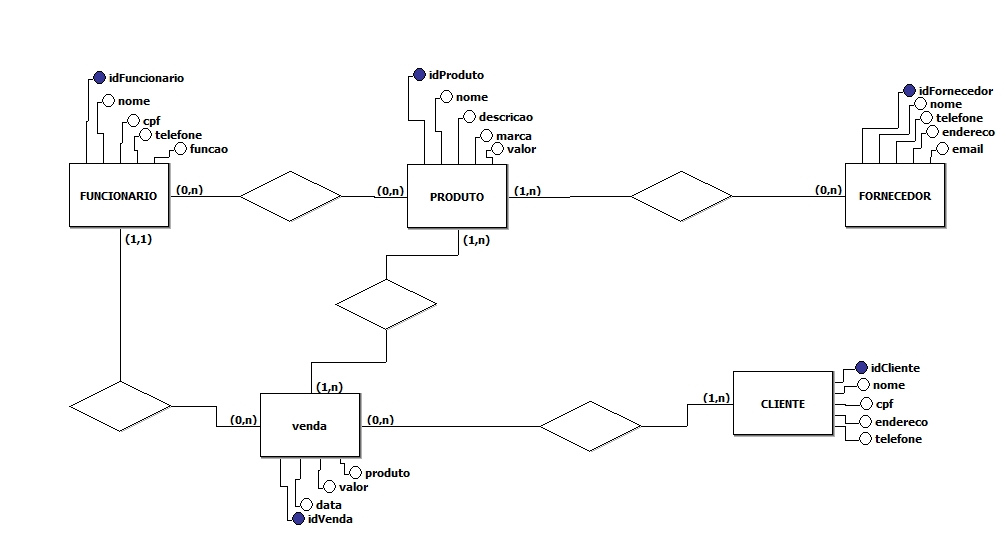 idFuncionario
nome
cpf
telefone
funcao
FUNCIONARIO
(0,n)
(1,1)
idProduto
nome
descricao
marca
valor
(0,n)
PRODUTO
(1,n)
(1,n)
idFornecedor
nome
telefone
endereco
email
(0,n)
FORNECEDOR
(1,n)
(0,n)
venda
(0,n)
produto
valor
data
idVenda
(1,n)
CLIENTE
idCliente
nome
cpf
endereco
telefone